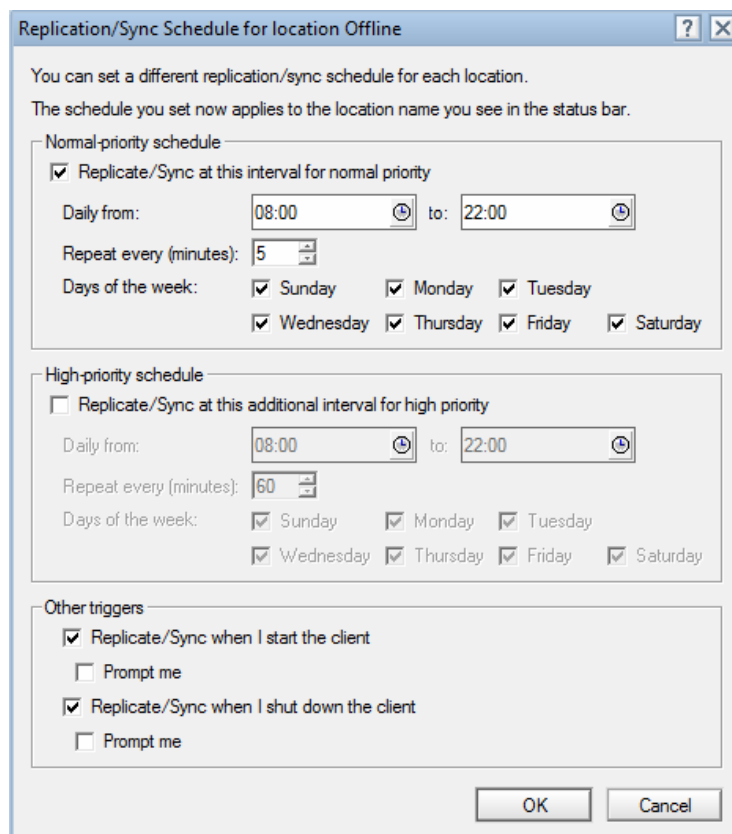 Replication/Sync Schedule for location Offline
You can set a different replication/sync schedule for each location.
The schedule you set now applies to the location name you see in the status bar.
Normal-priority schedule
Replicate/Sync at this interval for normal priority
Daily from: 08:00 to: 22:00
Repeat every (minutes): 5
Days of the week: Sunday Monday Tuesday
Wednesday Thursday Friday Saturday
High-priority schedule
Replicate/Sync at this additional interval for high priority
Daily from: 08:00 to: 22:00
Repeat every (minutes): 60
Days of the week: Sunday Monday Tuesday
Wednesday Thursday Friday Saturday
Other triggers
Replicate/Sync when I start the client
Prompt me
Replicate/Sync when I shut down the client
Prompt me
OK Cancel